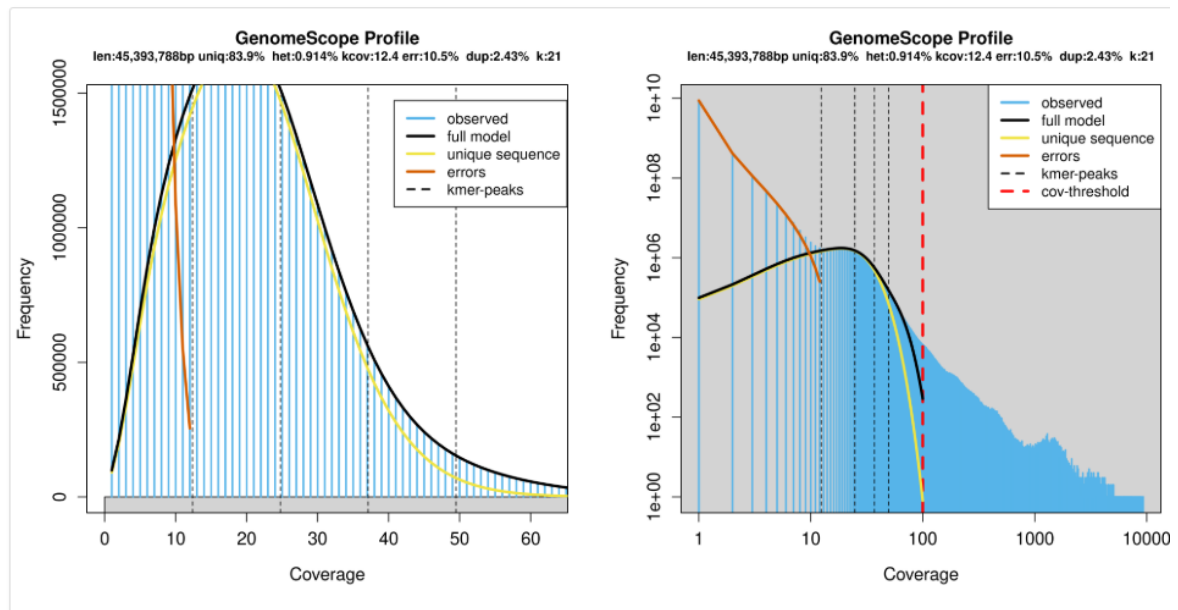 GenomeScope Profile
len:45,393,788bp uniq:83.9% het:0.914% kcov:12.4 err:10.5% dup:2.43% k:21
1500000
1000000
500000
0
Frequency
0 10 20 30 40 50 60
Coverage
observed
full model
unique sequence
errors
kmer-peaks
GenomeScope Profile
len:45,393,788bp uniq:83.9% het:0.914% kcov:12.4 err:10.5% dup:2.43% k:21
1e+10
1e+08
1e+06
1e+04
1e+02
1e+00
Frequency
1 10 100 1000 10000
Coverage
observed
full model
unique sequence
errors
kmer-peaks
cov-threshold